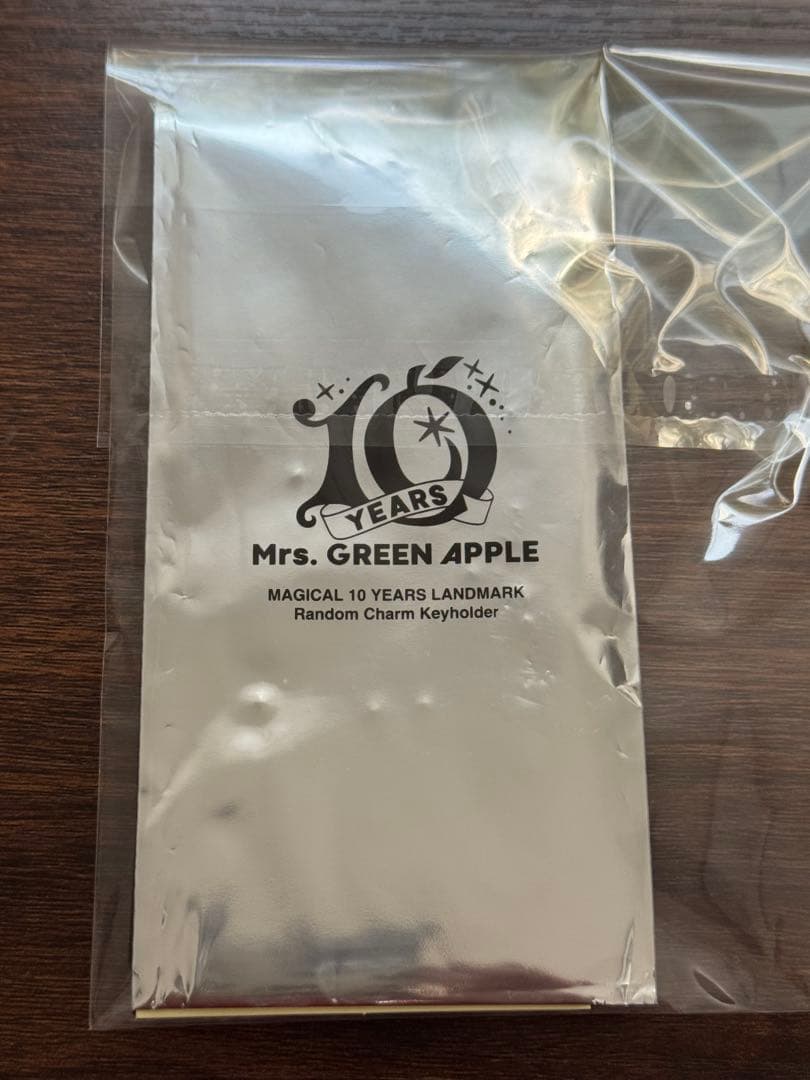 10
YEARS
Mrs. GREEN APPLE
MAGICAL 10 YEARS LANDMARK
Random Charm Keyholder